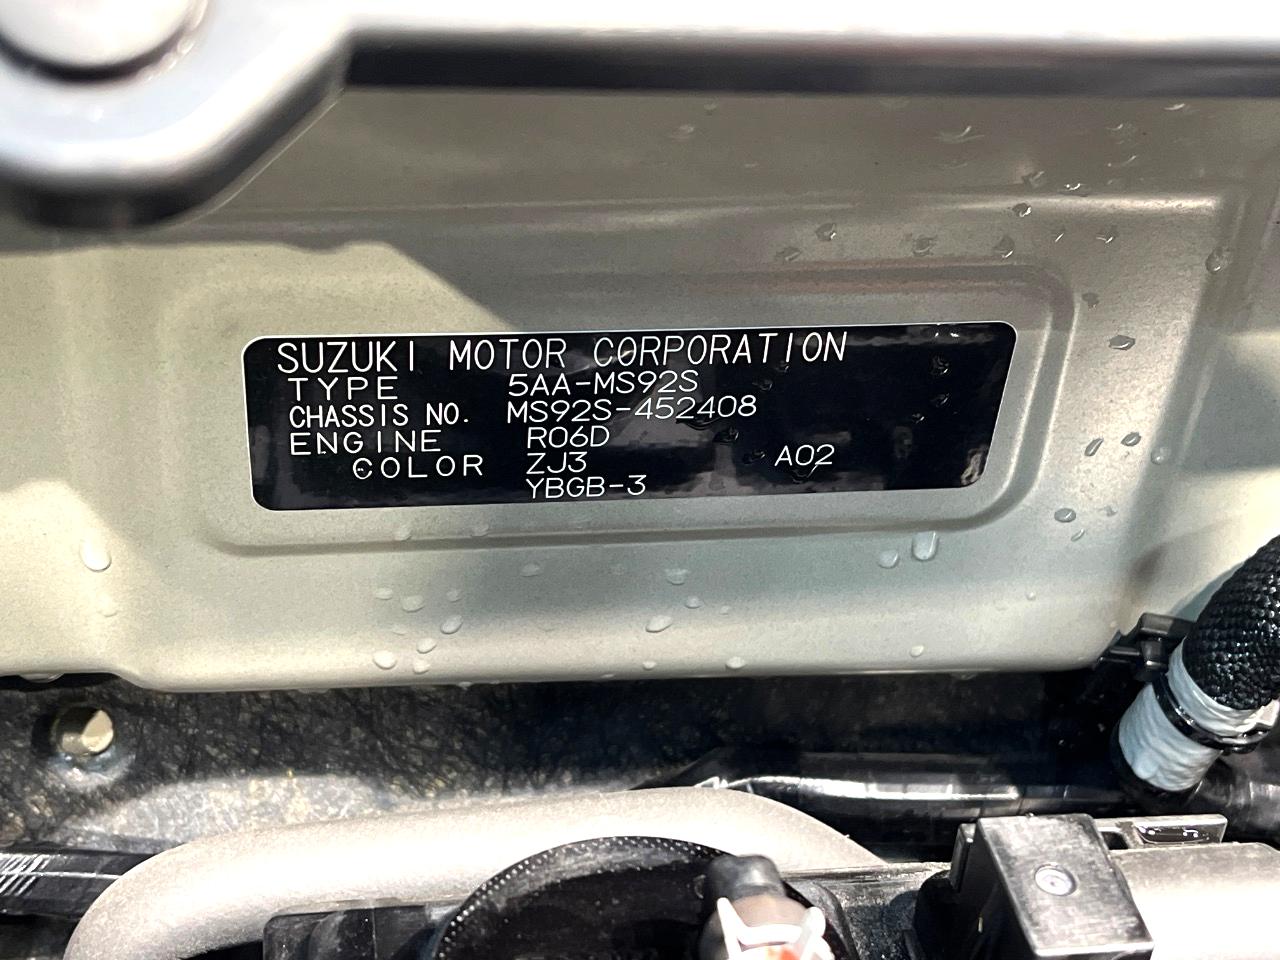 SUZUKI MOTOR CORPORATION
TYPE 5AA-MS92S
CHASSIS NO. MS92S-452408
ENGINE R06D
COLOR ZJ3 A02
YBGB-3